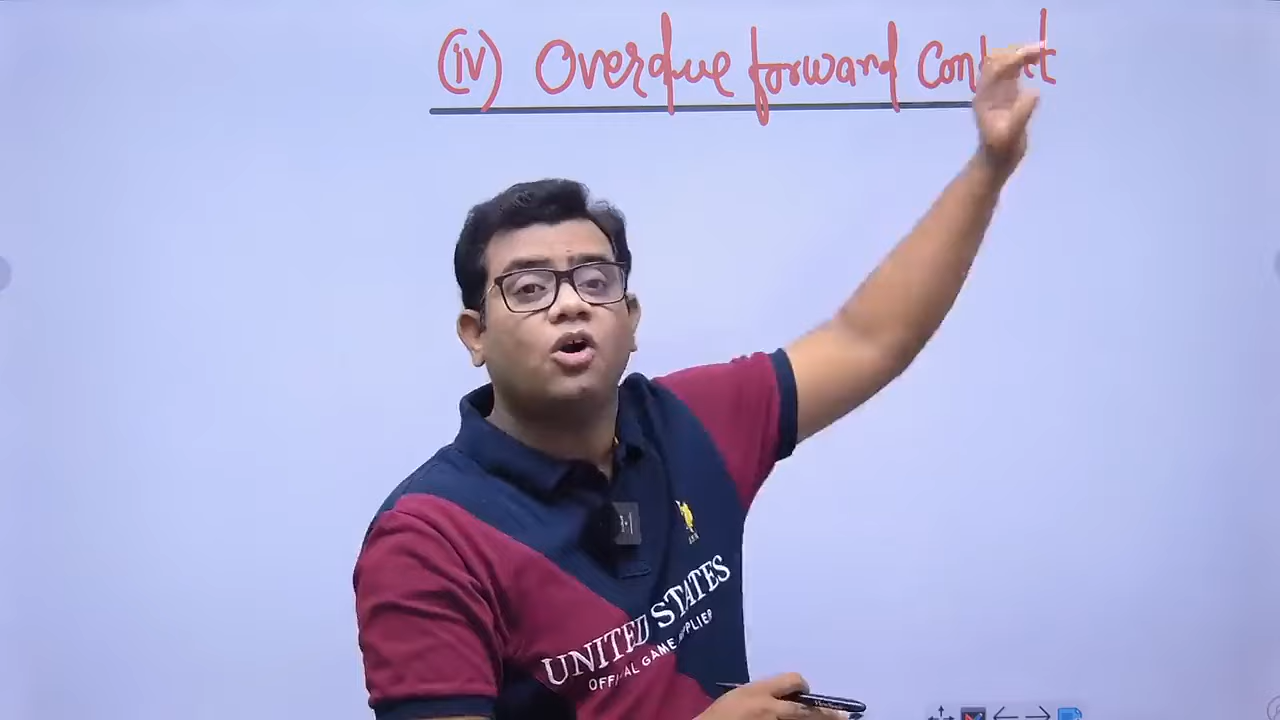 (iv) Overdue forward Contract
UNITED STATES
OFFICIAL GAME SUPPLIER